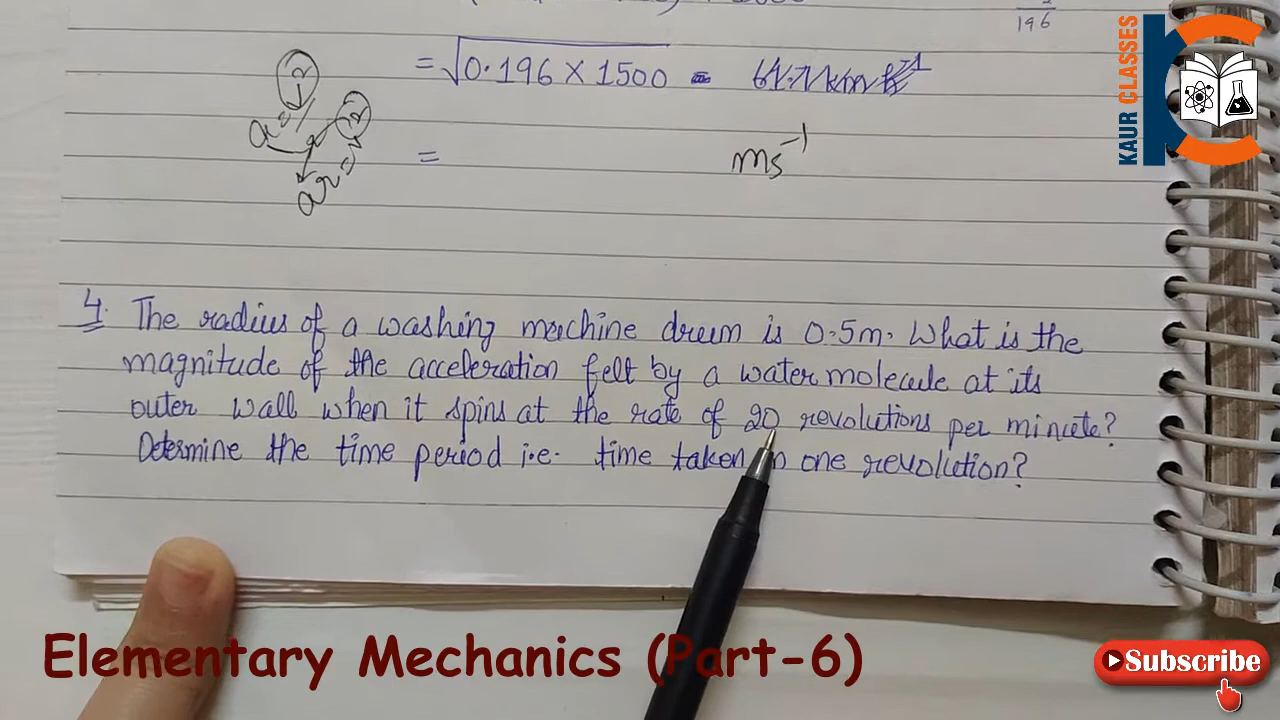 196
= √0.196 × 1500 =
= ms⁻¹
KAUR CLASSES
4. The radius of a washing machine drum is 0.5m. What is the
magnitude of the acceleration felt by a water molecule at its
outer wall when it spins at the rate of 20 revolutions per minute?
Determine the time period i.e. time taken in one revolution?
Elementary Mechanics (Part-6)
Subscribe